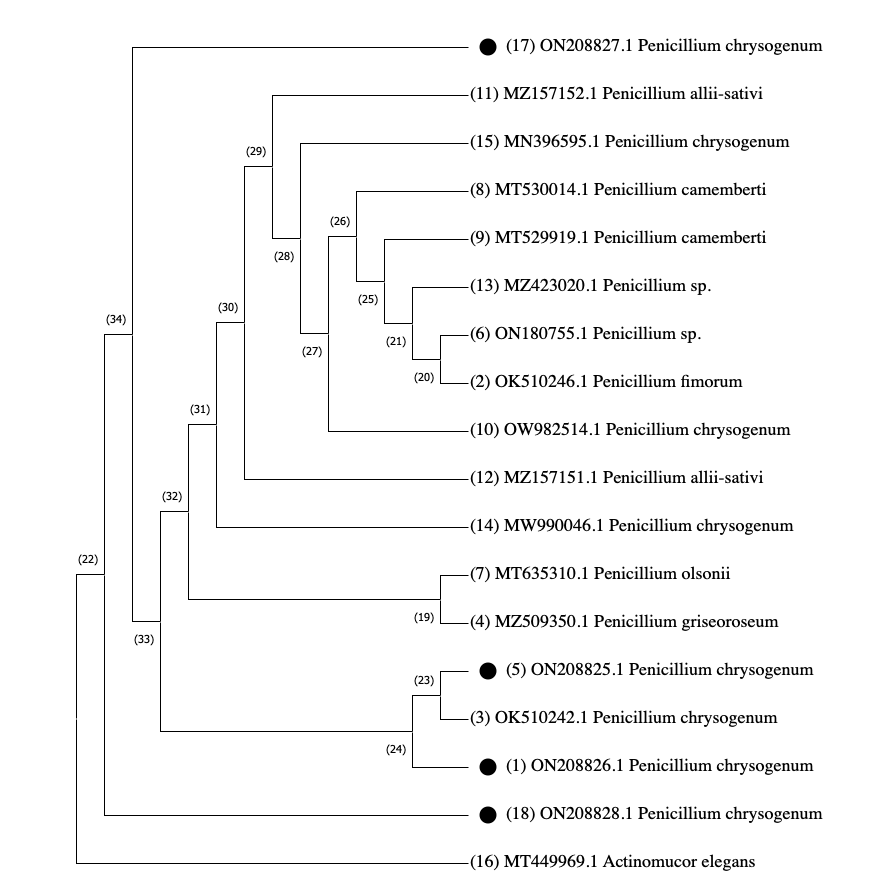 (17) ON208827.1 Penicillium chrysogenum
(11) MZ157152.1 Penicillium allii-sativi
(15) MN396595.1 Penicillium chrysogenum
(29)
(8) MT530014.1 Penicillium camemberti
(26)
(9) MT529919.1 Penicillium camemberti
(28)
(13) MZ423020.1 Penicillium sp.
(25)
(30)
(34)
(6) ON180755.1 Penicillium sp.
(21)
(27)
(20)
(2) OK510246.1 Penicillium fimorum
(31)
(10) OW982514.1 Penicillium chrysogenum
(12) MZ157151.1 Penicillium allii-sativi
(32)
(14) MW990046.1 Penicillium chrysogenum
(22)
(7) MT635310.1 Penicillium olsonii
(19)
(4) MZ509350.1 Penicillium griseoroseum
(33)
(5) ON208825.1 Penicillium chrysogenum
(23)
(3) OK510242.1 Penicillium chrysogenum
(24)
(1) ON208826.1 Penicillium chrysogenum
(18) ON208828.1 Penicillium chrysogenum
(16) MT449969.1 Actinomucor elegans